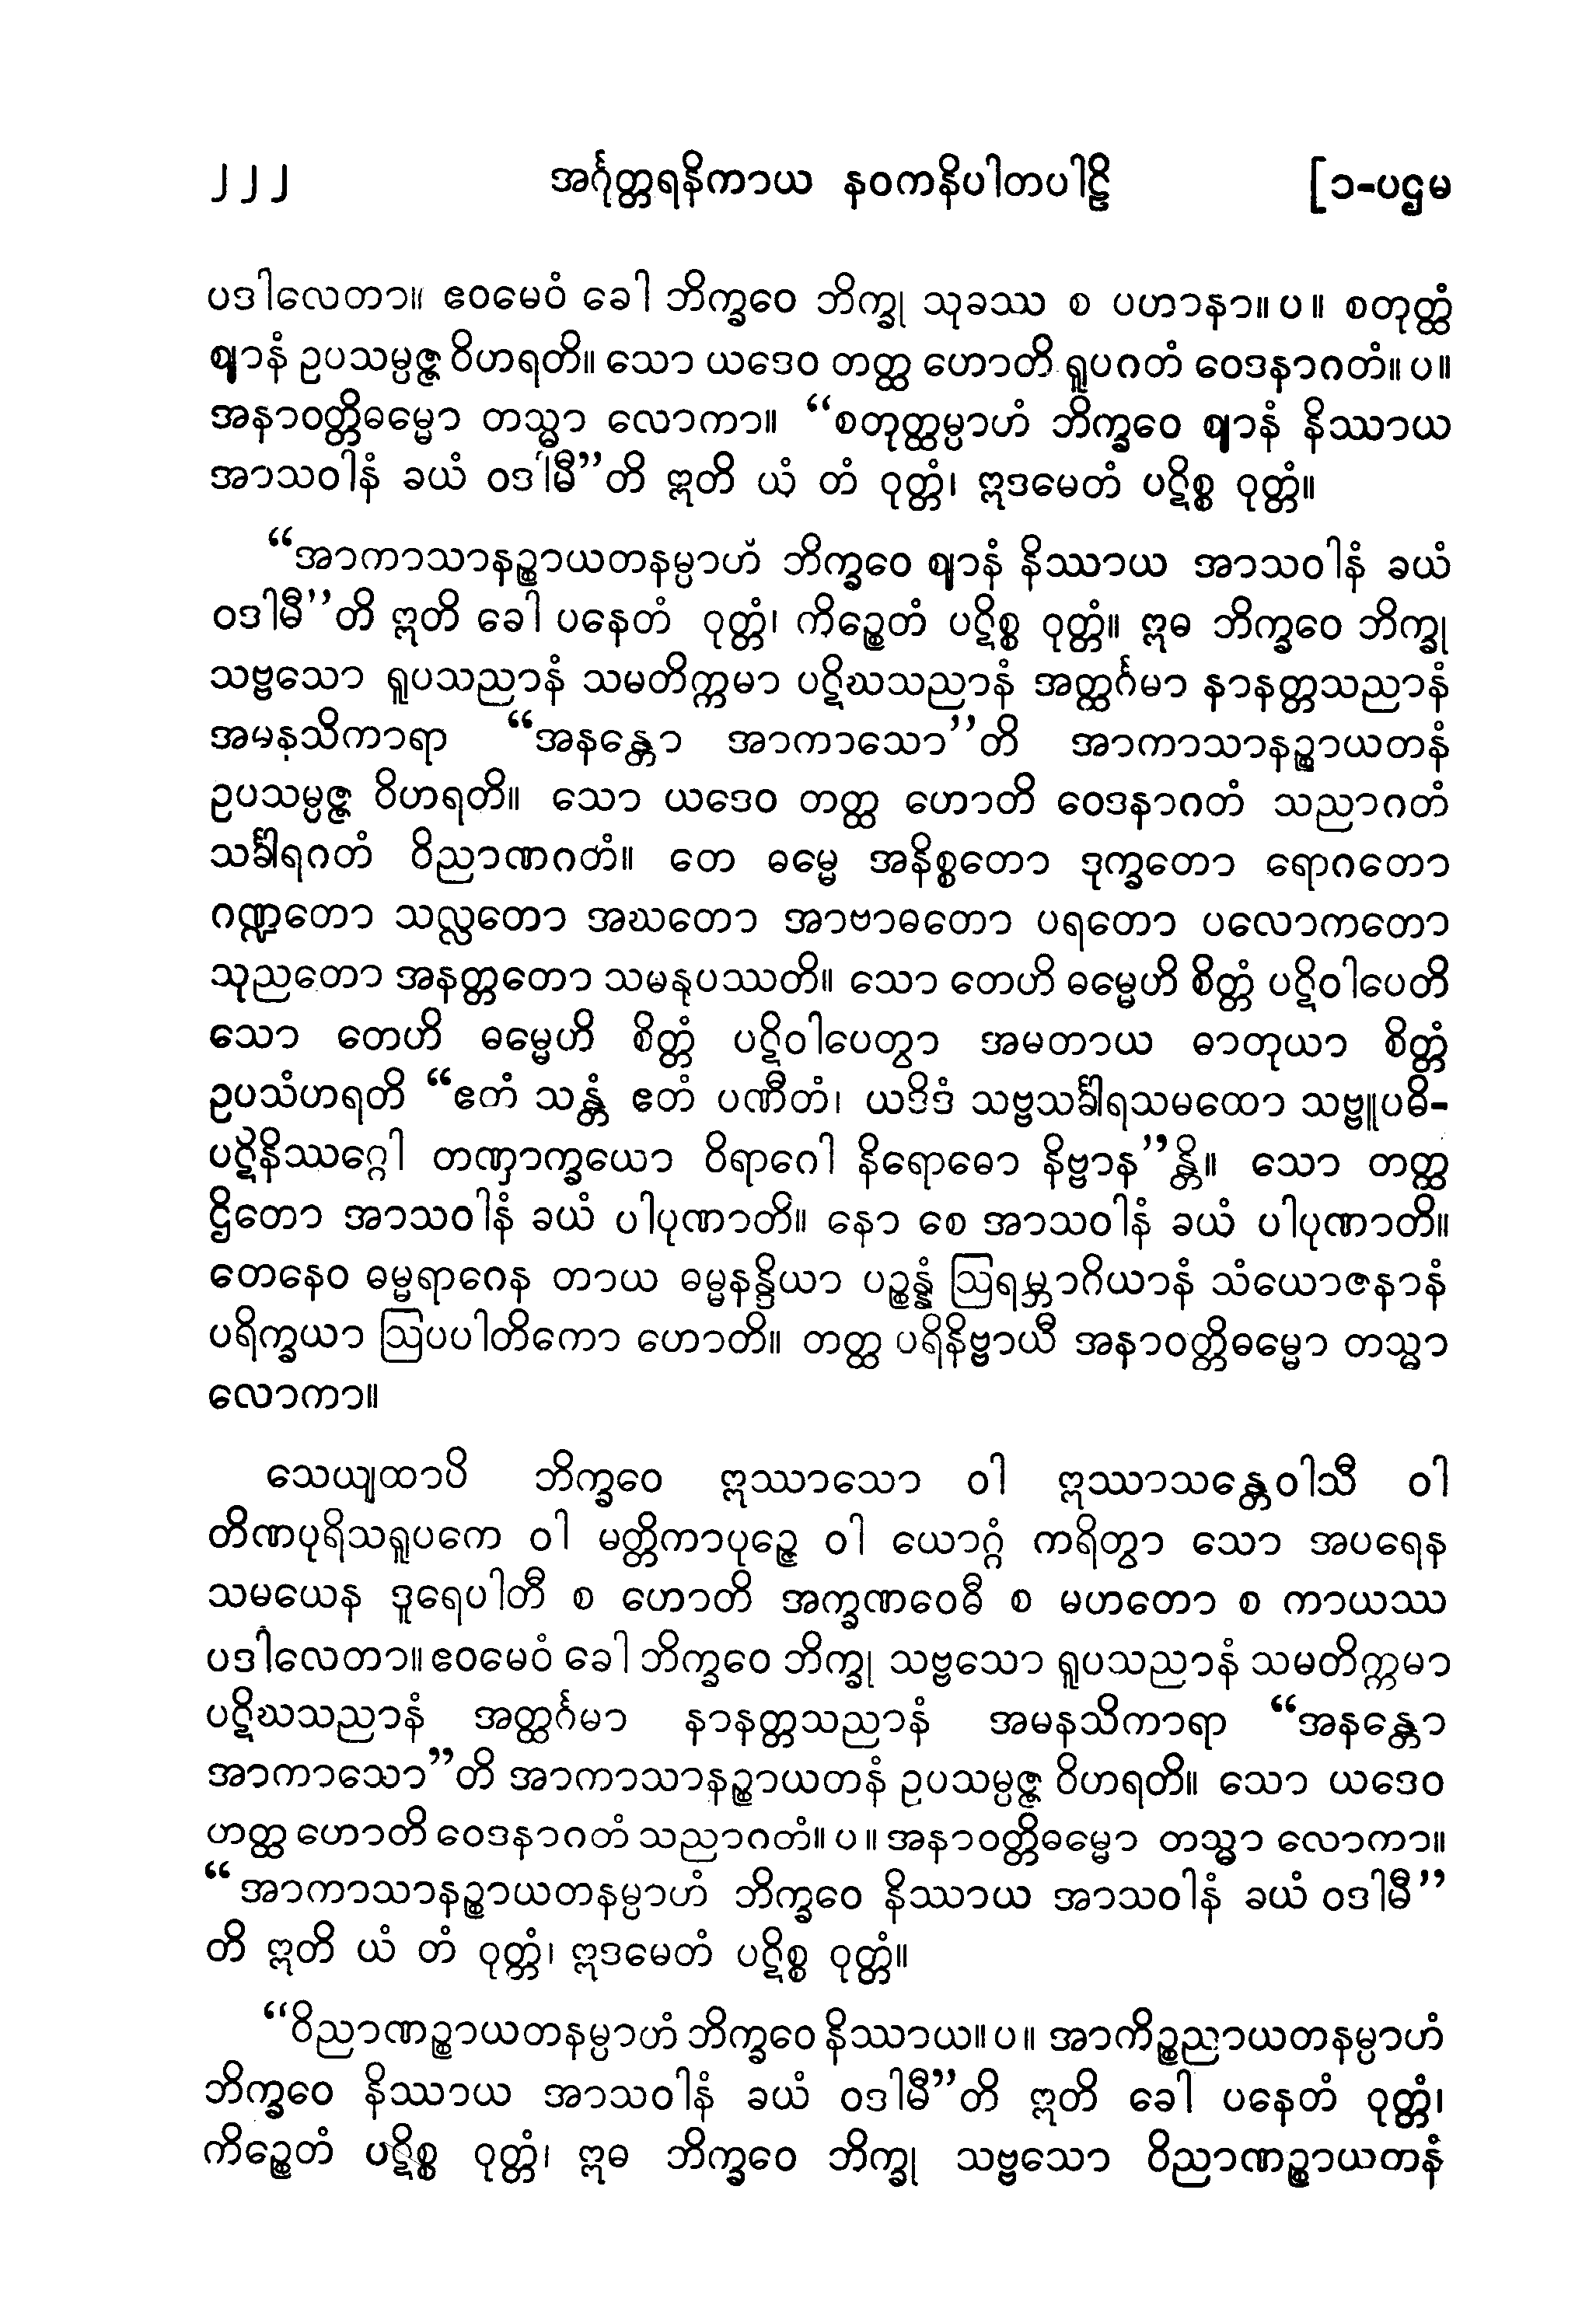 ၂၂၂ အင်္ဂုတ္တရနိကာယ နဝကနိပါတပါဠိ [၁-ပဌမ
ပဒါလေတာ။ ဧဝမေဝံ ခေါ ဘိက္ခဝေ ဘိက္ခု သုခဿ စ ပဟာနာ။ ပ ။ စတုတ္ထံ
ဈာနံ ဥပသမ္ပဇ္ဇ ဝိဟရတိ။ သော ယဒေဝ တတ္ထ ဟောတိ ရူပဂတံ ဝေဒနာဂတံ။ ပ ။
အနာဝတ္တိဓမ္မော တသ္မာ လောကာ။ “စတုတ္ထမ္ပာဟံ ဘိက္ခဝေ ဈာနံ နိဿာယ
အာသဝါနံ ခယံ ဝဒါမီ”တိ ဣတိ ယံ တံ ဝုတ္တံ၊ ဣဒမေတံ ပဋိစ္စ ဝုတ္တံ။
“အာကာသာနဉ္စာယတနမ္ပာဟံ ဘိက္ခဝေ ဈာနံ နိဿာယ အာသဝါနံ ခယံ
ဝဒါမီ”တိ ဣတိ ခေါ ပနေတံ ဝုတ္တံ၊ ကိဉ္စေတံ ပဋိစ္စ ဝုတ္တံ။ ဣဓ ဘိက္ခဝေ ဘိက္ခု
သဗ္ဗသော ရူပသညာနံ သမတိက္ကမာ ပဋိဃသညာနံ အတ္ထင်္ဂမာ နာနတ္တသညာနံ
အမနသိကာရာ “အနန္တော အာကာသော”တိ အာကာသာနဉ္စာယတနံ
ဥပသမ္ပဇ္ဇ ဝိဟရတိ။ သော ယဒေဝ တတ္ထ ဟောတိ ဝေဒနာဂတံ သညာဂတံ
သင်္ခါရဂတံ ဝိညာဏဂတံ။ တေ ဓမ္မေ အနိစ္စတော ဒုက္ခတော ရောဂတော
ဂဏ္ဍတော သလ္လတော အဃတော အာဗာဓတော ပရတော ပလောကတော
သုညတော အနတ္တတော သမနုပဿတိ။ သော တေဟိ ဓမ္မေဟိ စိတ္တံ ပဋိဝါပေတိ
သော တေဟိ ဓမ္မေဟိ စိတ္တံ ပဋိဝါပေတွာ အမတာယ ဓာတုယာ စိတ္တံ
ဥပသံဟရတိ “ဧတံ သန္တံ ဧတံ ပဏီတံ၊ ယဒိဒံ သဗ္ဗသင်္ခါရသမထော သဗ္ဗူပဓိ-
ပဋိနိဿဂ္ဂေါ တဏှာက္ခယော ဝိရာဂေါ နိရောဓော နိဗ္ဗာန”န္တိ။ သော တတ္ထ
ဌိတော အာသဝါနံ ခယံ ပါပုဏာတိ။ နော စေ အာသဝါနံ ခယံ ပါပုဏာတိ။
တေနေဝ ဓမ္မရာဂေန တာယ ဓမ္မနန္ဒိယာ ပဉ္စန္နံ ဩရမ္ဘာဂိယာနံ သံယောဇနာနံ
ပရိက္ခယာ ဩပပါတိကော ဟောတိ။ တတ္ထ ပရိနိဗ္ဗာယီ အနာဝတ္တိဓမ္မော တသ္မာ
လောကာ။
သေယျထာပိ ဘိက္ခဝေ ဣဿာသော ဝါ ဣဿာသန္တေဝါသီ ဝါ
တိဏပုရိသရူပကေ ဝါ မတ္တိကာပုဉ္ဇေ ဝါ ယောဂ္ဂံ ကရိတွာ သော အပရေန
သမယေန ဒူရေပါတီ စ ဟောတိ အက္ခဏဝေဓီ စ မဟတော စ ကာယဿ
ပဒါလေတာ။ ဧဝမေဝံ ခေါ ဘိက္ခဝေ ဘိက္ခု သဗ္ဗသော ရူပသညာနံ သမတိက္ကမာ
ပဋိဃသညာနံ အတ္ထင်္ဂမာ နာနတ္တသညာနံ အမနသိကာရာ “အနန္တော
အာကာသော”တိ အာကာသာနဉ္စာယတနံ ဥပသမ္ပဇ္ဇ ဝိဟရတိ။ သော ယဒေဝ
ဟတ္ထ ဟောတိ ဝေဒနာဂတံ သညာဂတံ။ ပ ။ အနာဝတ္တိဓမ္မော တသ္မာ လောကာ။
“အာကာသာနဉ္စာယတနမ္ပာဟံ ဘိက္ခဝေ နိဿာယ အာသဝါနံ ခယံ ဝဒါမီ”
တိ ဣတိ ယံ တံ ဝုတ္တံ၊ ဣဒမေတံ ပဋိစ္စ ဝုတ္တံ။
“ဝိညာဏဉ္စာယတနမ္ပာဟံ ဘိက္ခဝေ နိဿာယ။ ပ ။ အာကိဉ္စညာယတနမ္ပာဟံ
ဘိက္ခဝေ နိဿာယ အာသဝါနံ ခယံ ဝဒါမီ”တိ ဣတိ ခေါ ပနေတံ ဝုတ္တံ၊
ကိဉ္စေတံ ပဋိစ္စ ဝုတ္တံ၊ ဣဓ ဘိက္ခဝေ ဘိက္ခု သဗ္ဗသော ဝိညာဏဉ္စာယတနံ